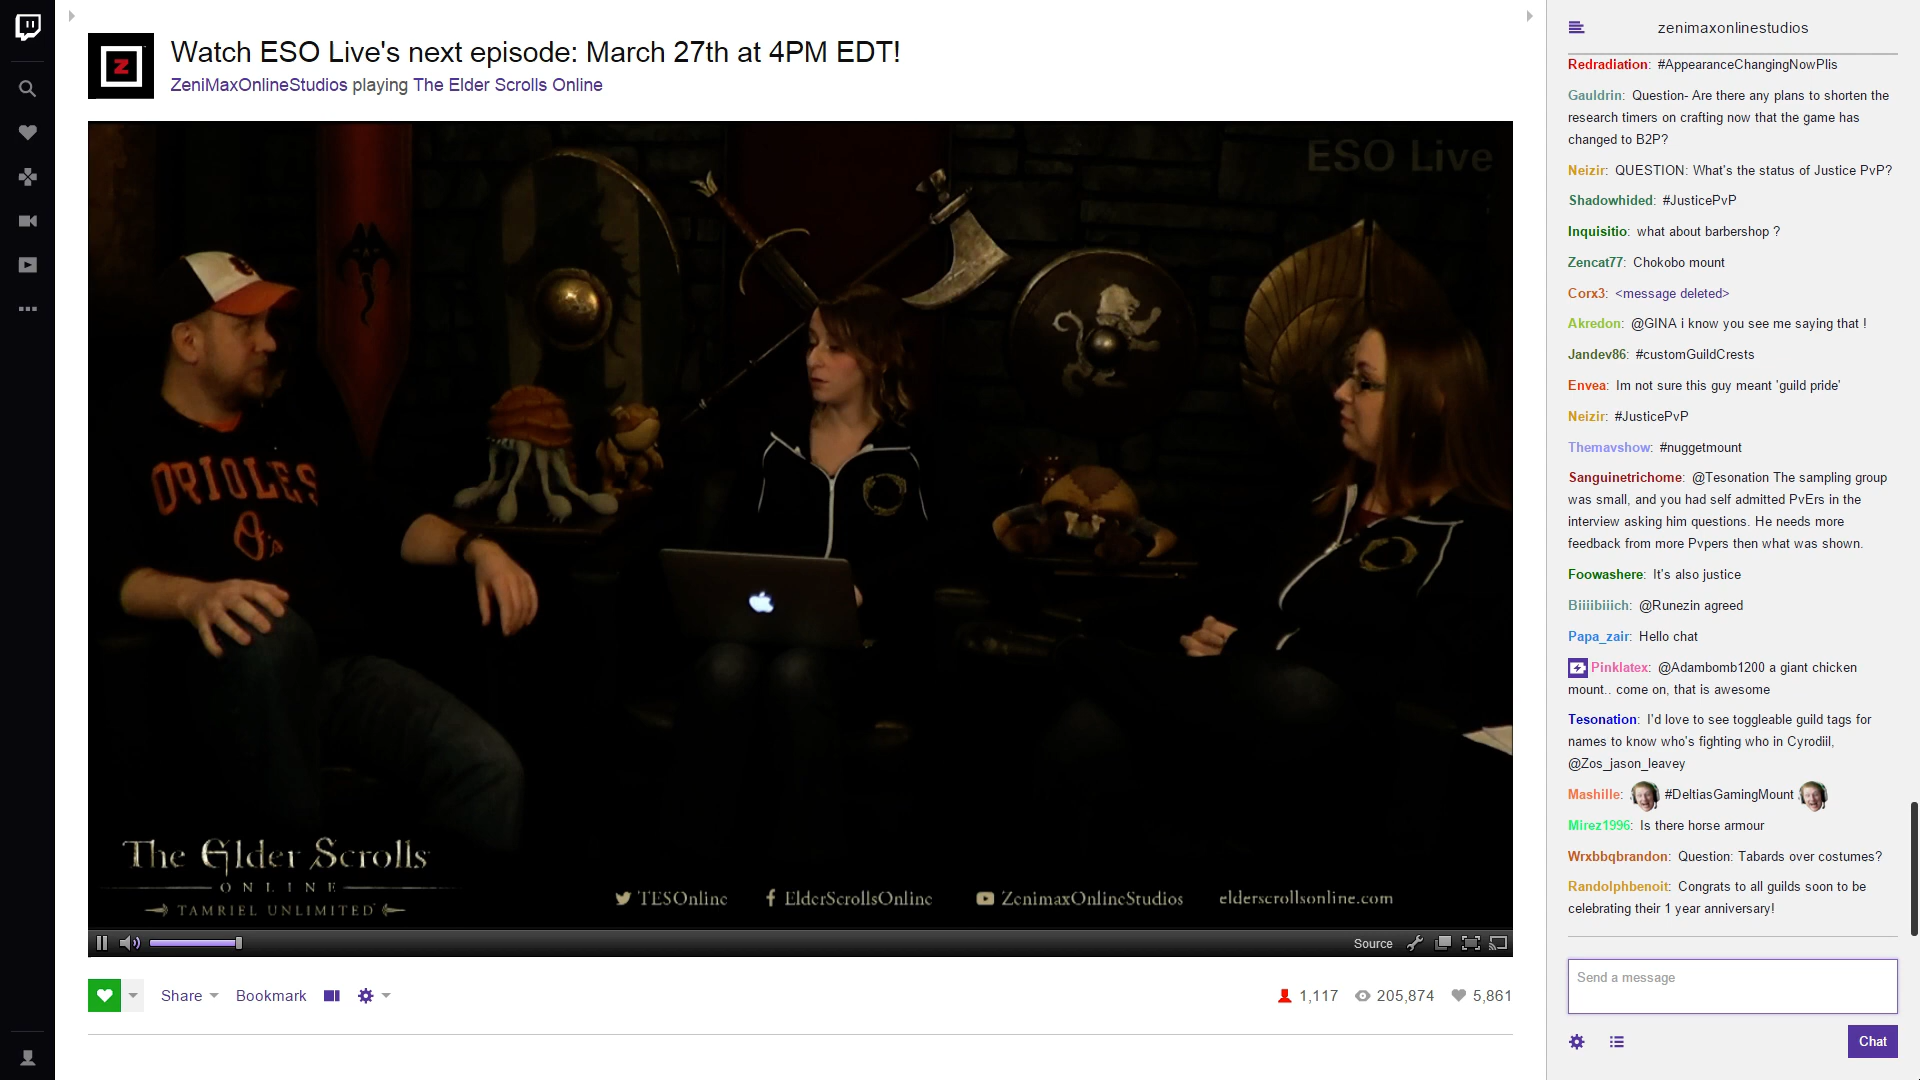 Watch ESO Live's next episode: March 27th at 4PM EDT!
ZeniMaxOnlineStudios playing The Elder Scrolls Online
ESO Live
ORIOLES
O's
The Elder Scrolls
ONLINE
TAMRIEL UNLIMITED
TESOnline
ElderScrollsOnline
ZenimaxOnlineStudios
elderscrollsonline.com
Source
Share
Bookmark
1,117
205,874
5,861
zenimaxonlinestudios
Redradiation: #AppearanceChangingNowPlis
Gauldrin: Question- Are there any plans to shorten the
research timers on crafting now that the game has
changed to B2P?
Neizir: QUESTION: What's the status of Justice PvP?
Shadowhided: #JusticePvP
Inquisitio: what about barbershop ?
Zencat77: Chokobo mount
Corx3: <message deleted>
Akredon: @GINA i know you see me saying that !
Jandev86: #customGuildCrests
Envea: Im not sure this guy meant 'guild pride'
Neizir: #JusticePvP
Themavshow: #nuggetmount
Sanguinetrichome: @Tesonation The sampling group
was small, and you had self admitted PvErs in the
interview asking him questions. He needs more
feedback from more Pvpers then what was shown.
Foowashere: It's also justice
Biiiibiiich: @Runezin agreed
Papa_zair: Hello chat
Pinklatex: @Adambomb1200 a giant chicken
mount.. come on, that is awesome
Tesonation: I'd love to see toggleable guild tags for
names to know who's fighting who in Cyrodiil,
@Zos_jason_leavey
Mashille: #DeltiasGamingMount
Mirez1996: Is there horse armour
Wrxbbqbrandon: Question: Tabards over costumes?
Randolphbenoit: Congrats to all guilds soon to be
celebrating their 1 year anniversary!
Send a message
Chat